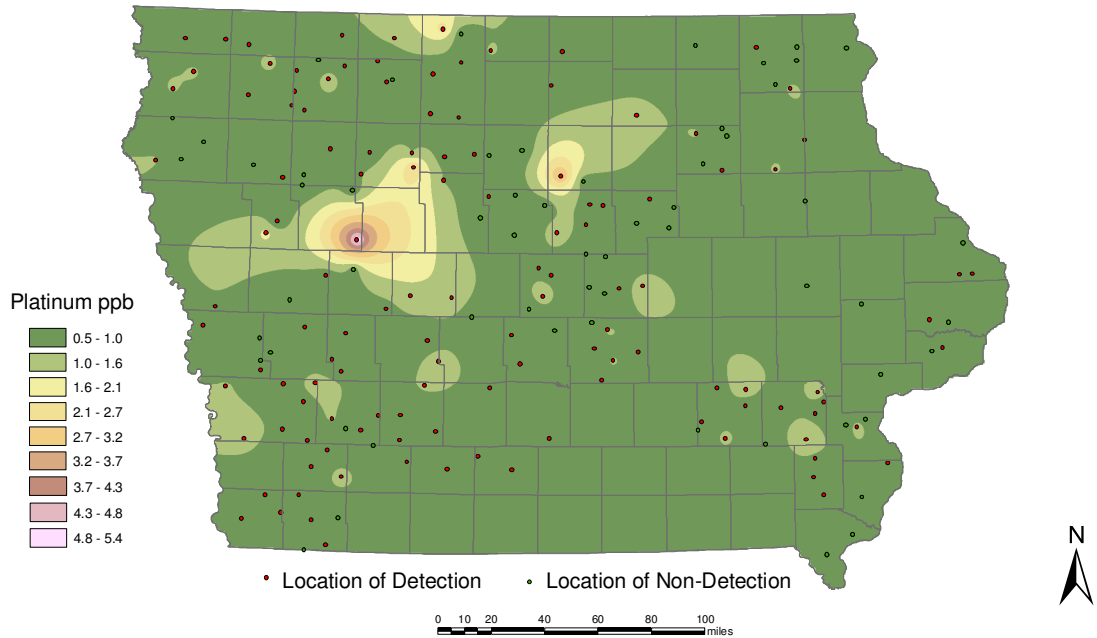 Platinum ppb
0.5 - 1.0
1.0 - 1.6
1.6 - 2.1
2.1 - 2.7
2.7 - 3.2
3.2 - 3.7
3.7 - 4.3
4.3 - 4.8
4.8 - 5.4
N
Location of Detection Location of Non-Detection
0 10 20 40 60 80 100
miles